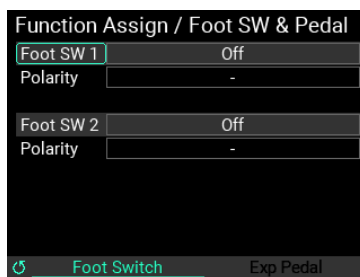 Function Assign / Foot SW & Pedal
Foot SW 1 Off
Polarity -
Foot SW 2 Off
Polarity -
Foot Switch Exp Pedal